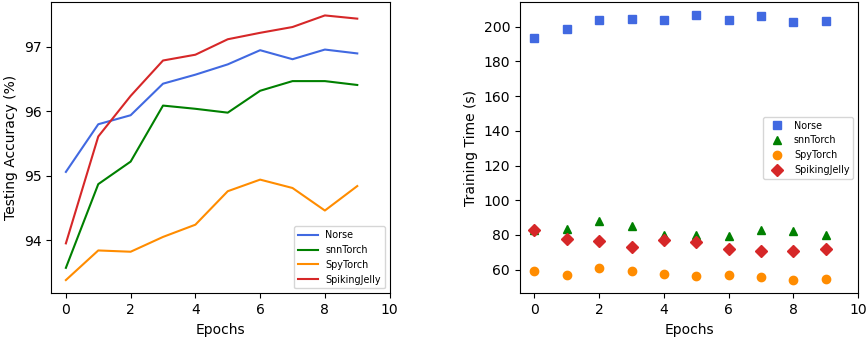 Testing Accuracy (%)
97
96
95
94
0 2 4 6 8 10
Epochs
Norse
snnTorch
SpyTorch
SpikingJelly
Training Time (s)
200
180
160
140
120
100
80
60
0 2 4 6 8 10
Epochs
Norse
snnTorch
SpyTorch
SpikingJelly